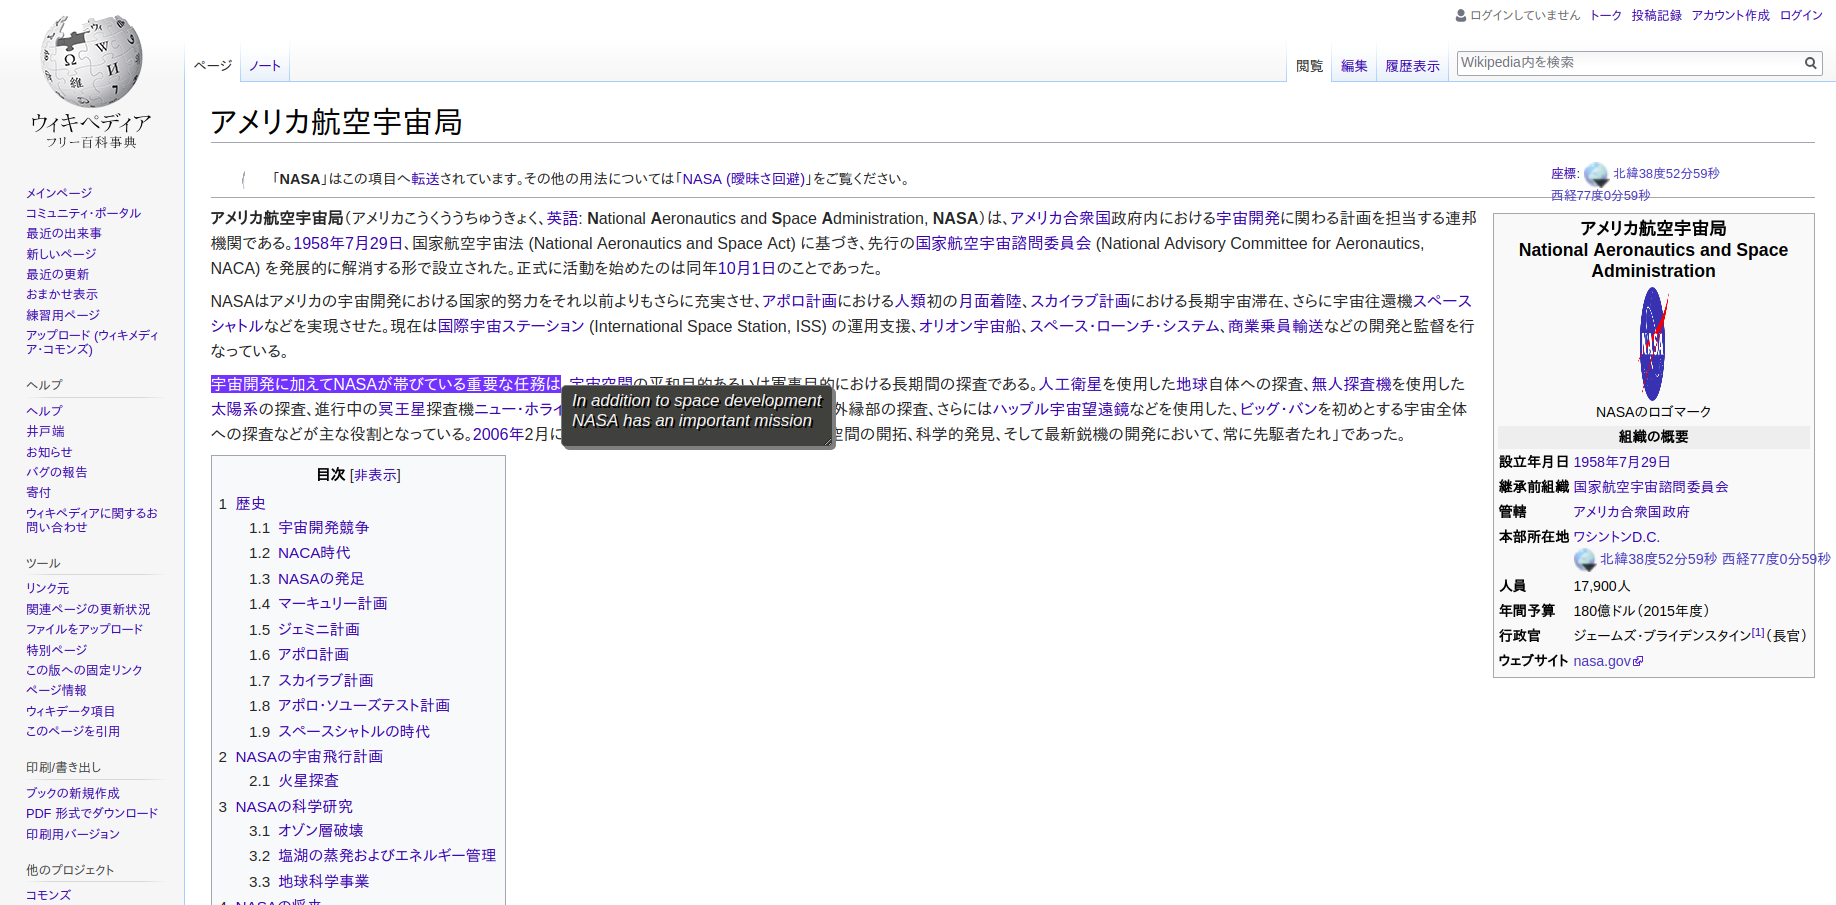 ログインしていません トーク 投稿記録 アカウント作成 ログイン
ページ ノート 閲覧 編集 履歴表示 Wikipedia内を検索
ウィキペディア
フリー百科事典
メインページ
コミュニティ・ポータル
最近の出来事
新しいページ
最近の更新
おまかせ表示
練習用ページ
アップロード (ウィキメディ
ア・コモンズ)
ヘルプ
ヘルプ
井戸端
お知らせ
バグの報告
寄付
ウィキペディアに関するお
問い合わせ
ツール
リンク元
関連ページの更新状況
ファイルをアップロード
特別ページ
この版への固定リンク
ページ情報
ウィキデータ項目
このページを引用
印刷/書き出し
ブックの新規作成
PDF 形式でダウンロード
印刷用バージョン
他のプロジェクト
コモンズ
アメリカ航空宇宙局
「NASA」はこの項目へ転送されています。その他の用法については「NASA (曖昧さ回避)」をご覧ください。
座標: 北緯38度52分59秒
西経77度0分59秒
アメリカ航空宇宙局（アメリカこうくううちゅうきょく、英語: National Aeronautics and Space Administration, NASA）は、アメリカ合衆国政府内における宇宙開発に関わる計画を担当する連邦
機関である。1958年7月29日、国家航空宇宙法 (National Aeronautics and Space Act) に基づき、先行の国家航空宇宙諮問委員会 (National Advisory Committee for Aeronautics,
NACA) を発展的に解消する形で設立された。正式に活動を始めたのは同年10月1日のことであった。
NASAはアメリカの宇宙開発における国家的努力をそれ以前よりもさらに充実させ、アポロ計画における人類初の月面着陸、スカイラブ計画における長期宇宙滞在、さらに宇宙往還機スペース
シャトルなどを実現させた。現在は国際宇宙ステーション (International Space Station, ISS) の運用支援、オリオン宇宙船、スペース・ローンチ・システム、商業乗員輸送などの開発と監督を行
なっている。
宇宙開発に加えてNASAが帯びている重要な任務は、宇宙空間の平和目的あるいは軍事目的における長期間の探査である。人工衛星を使用した地球自体への探査、無人探査機を使用した
太陽系の探査、進行中の冥王星探査機ニュー・ホライ 外縁部の探査、さらにはハッブル宇宙望遠鏡などを使用した、ビッグ・バンを初めとする宇宙全体
への探査などが主な役割となっている。2006年2月に 空間の開拓、科学的発見、そして最新鋭機の開発において、常に先駆者たれ」であった。
In addition to space development
NASA has an important mission
目次 [非表示]
1 歴史
1.1 宇宙開発競争
1.2 NACA時代
1.3 NASAの発足
1.4 マーキュリー計画
1.5 ジェミニ計画
1.6 アポロ計画
1.7 スカイラブ計画
1.8 アポロ・ソユーズテスト計画
1.9 スペースシャトルの時代
2 NASAの宇宙飛行計画
2.1 火星探査
3 NASAの科学研究
3.1 オゾン層破壊
3.2 塩湖の蒸発およびエネルギー管理
3.3 地球科学事業
4 NASAの将来
アメリカ航空宇宙局
National Aeronautics and Space
Administration
NASA
NASAのロゴマーク
組織の概要
設立年月日 1958年7月29日
継承前組織 国家航空宇宙諮問委員会
管轄 アメリカ合衆国政府
本部所在地 ワシントンD.C.
北緯38度52分59秒 西経77度0分59秒
人員 17,900人
年間予算 180億ドル（2015年度）
行政官 ジェームズ・ブライデンスタイン[1]（長官）
ウェブサイト nasa.gov